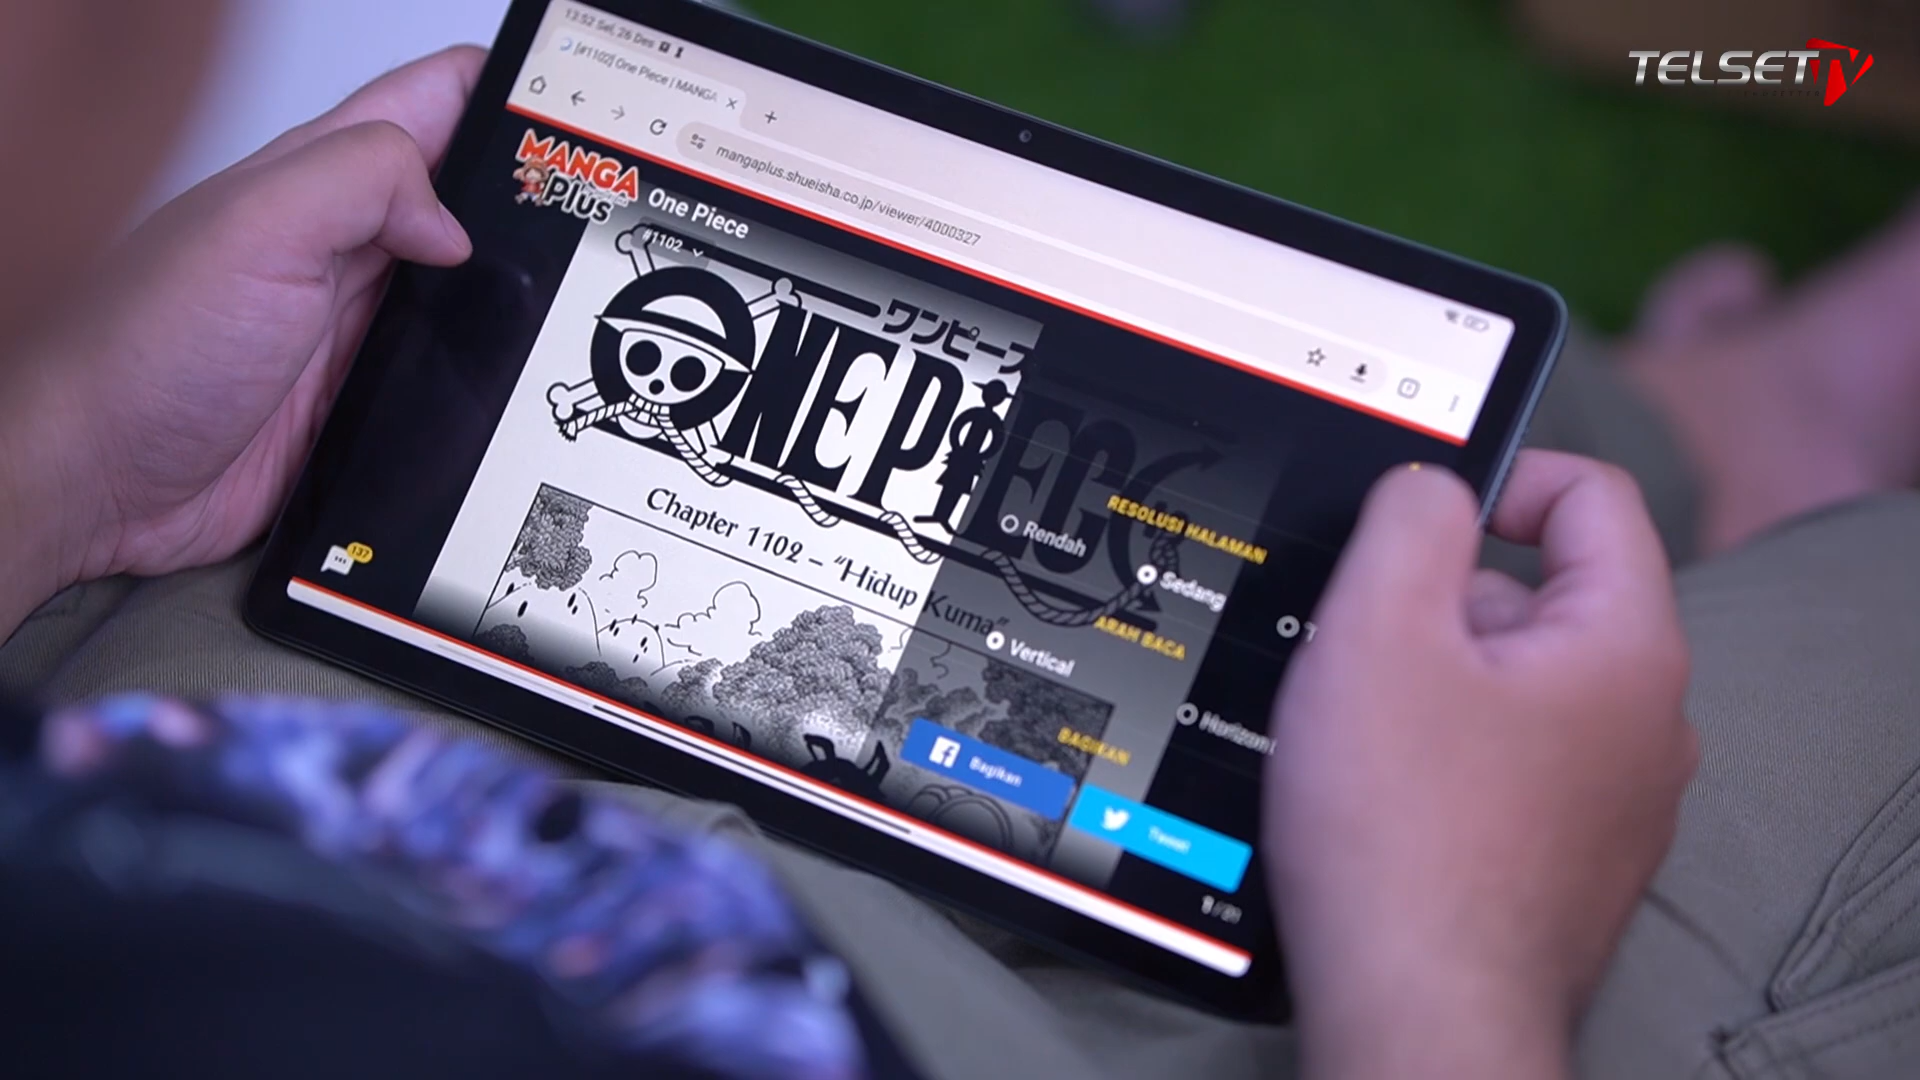 TELSET TV
13:52 Sel, 26 Des
[#1102] One Piece | MANGA
mangaplus.shueisha.co.jp/viewer/4000327
MANGA Plus
One Piece
#1102
ワンピース
ONE PIECE
Chapter 1102 – "Hidup Kuma"
RESOLUSI HALAMAN
Rendah
Sedang
ARAH BACA
Vertical
Horizont
BAGIKAN
Bagikan
Tweet
137